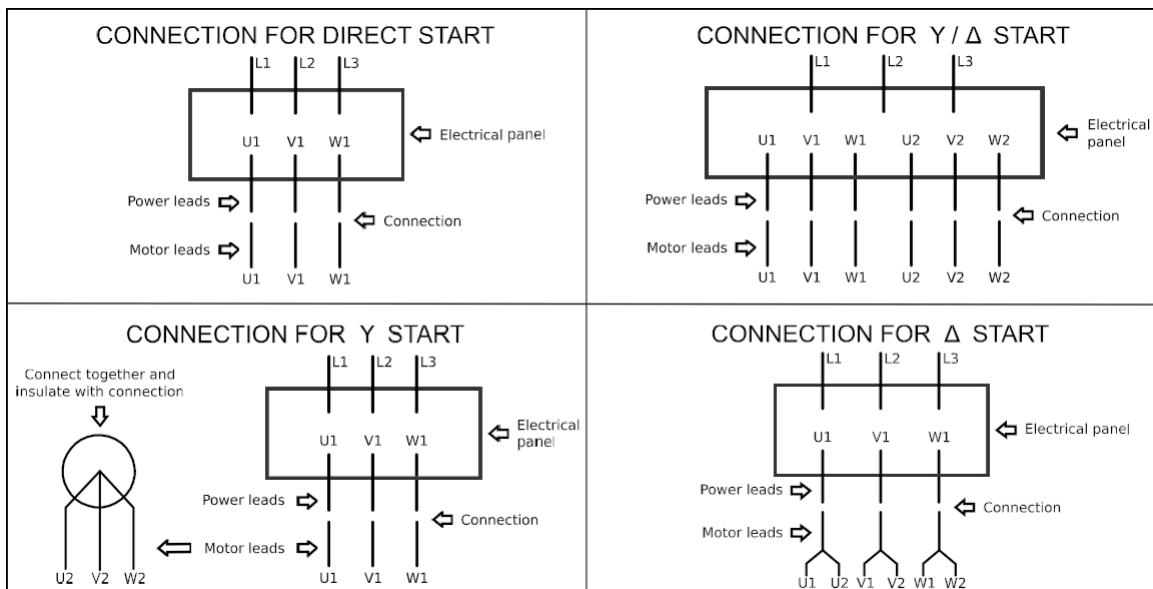 CONNECTION FOR DIRECT START
L1 L2 L3
U1 V1 W1
Electrical panel
Power leads
Connection
Motor leads
U1 V1 W1
CONNECTION FOR Y / Δ START
L1 L2 L3
U1 V1 W1 U2 V2 W2
Electrical
panel
Power leads
Connection
Motor leads
U1 V1 W1 U2 V2 W2
CONNECTION FOR Y START
Connect together and
insulate with connection
L1 L2 L3
U1 V1 W1
Electrical
panel
Power leads
Connection
Motor leads
U2 V2 W2
U1 V1 W1
CONNECTION FOR Δ START
L1 L2 L3
U1 V1 W1
Electrical panel
Power leads
Connection
Motor leads
U1 U2 V1 V2 W1 W2